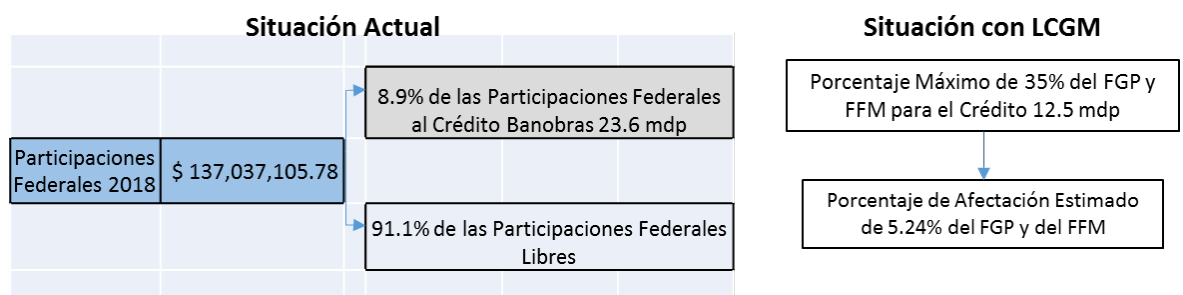 Situación Actual
Participaciones
Federales 2018
$ 137,037,105.78
8.9% de las Participaciones Federales
al Crédito Banobras 23.6 mdp
91.1% de las Participaciones Federales
Libres
Situación con LCGM
Porcentaje Máximo de 35% del FGP y
FFM para el Crédito 12.5 mdp
Porcentaje de Afectación Estimado
de 5.24% del FGP y del FFM